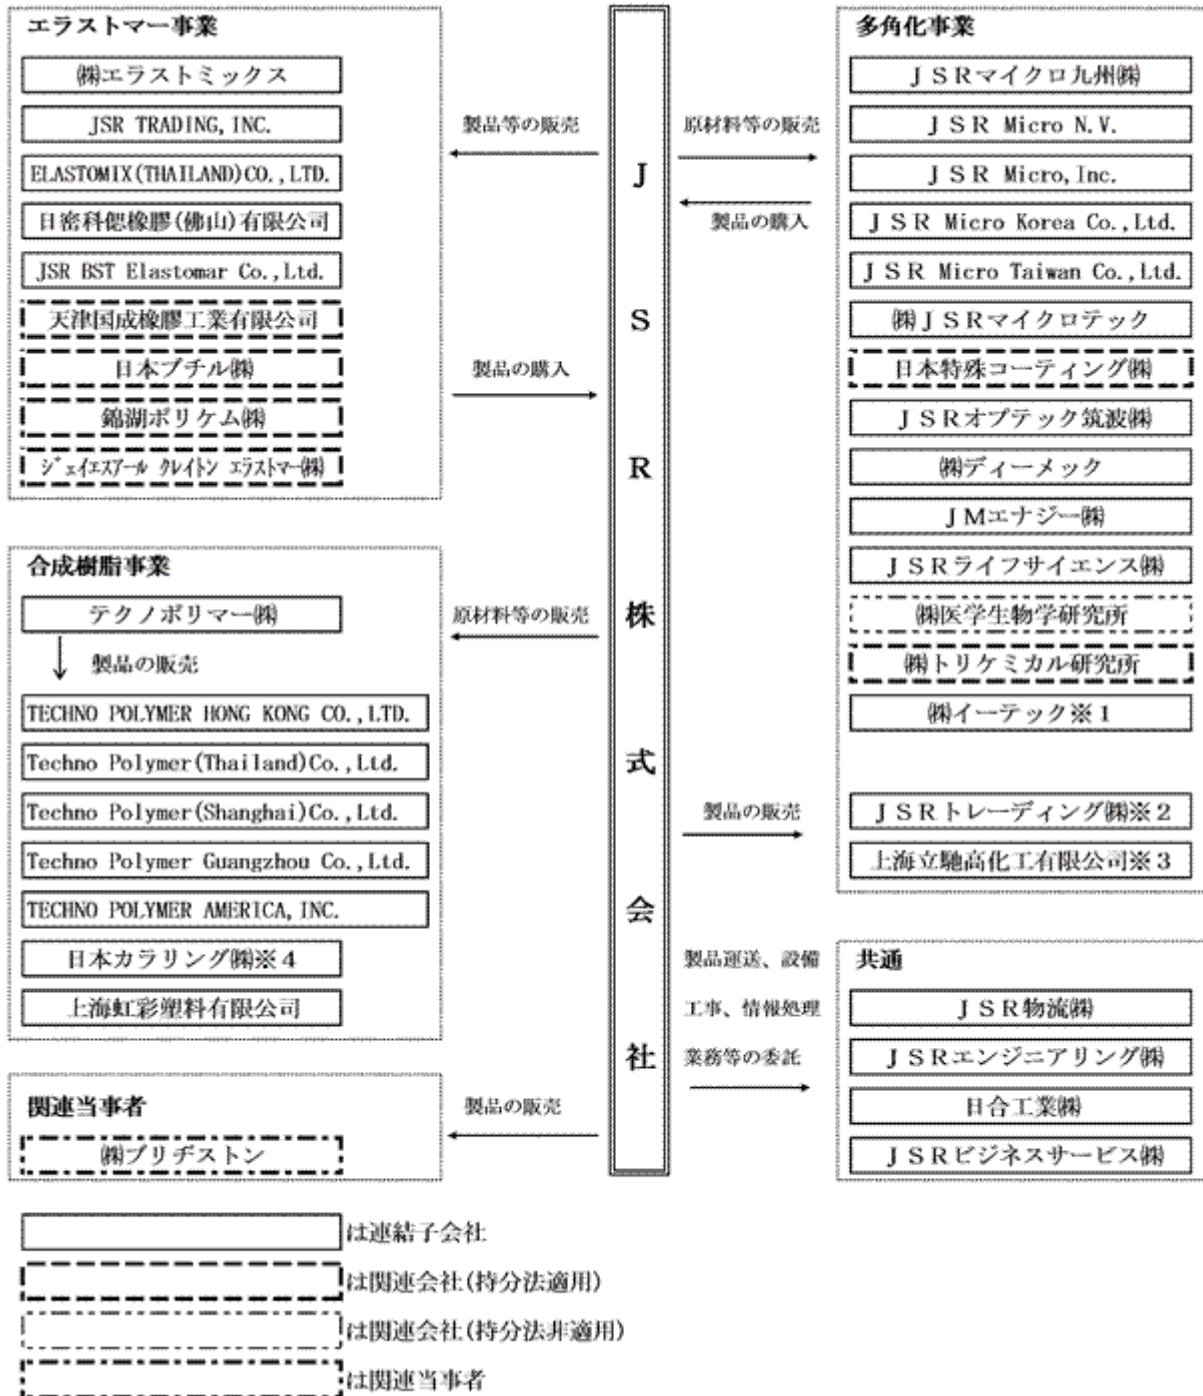 エラストマー事業
㈱エラストミックス
JSR TRADING, INC.
ELASTOMIX(THAILAND)CO.,LTD.
日密科偲橡膠(佛山)有限公司
JSR BST Elastomar Co.,Ltd.
天津国成橡膠工業有限公司
日本ブチル㈱
錦湖ポリケム㈱
ジェイエスアール クレイトン エラストマー㈱
合成樹脂事業
テクノポリマー㈱
製品の販売
TECHNO POLYMER HONG KONG CO.,LTD.
Techno Polymer(Thailand)Co.,Ltd.
Techno Polymer(Shanghai)Co.,Ltd.
Techno Polymer Guangzhou Co.,Ltd.
TECHNO POLYMER AMERICA, INC.
日本カラリング㈱※4
上海虹彩塑料有限公司
関連当事者
㈱ブリヂストン
製品等の販売
製品の購入
原材料等の販売
製品の販売
JSR株式会社
原材料等の販売
製品の購入
製品の販売
製品運送、設備
工事、情報処理
業務等の委託
多角化事業
JSRマイクロ九州㈱
JSR Micro N.V.
JSR Micro,Inc.
JSR Micro Korea Co.,Ltd.
JSR Micro Taiwan Co.,Ltd.
㈱JSRマイクロテック
日本特殊コーティング㈱
JSRオプテック筑波㈱
㈱ディーメック
JMエナジー㈱
JSRライフサイエンス㈱
㈱医学生物学研究所
㈱トリケミカル研究所
㈱イーテック※1
JSRトレーディング㈱※2
上海立馳高化工有限公司※3
共通
JSR物流㈱
JSRエンジニアリング㈱
日合工業㈱
JSRビジネスサービス㈱
は連結子会社
は関連会社(持分法適用)
は関連会社(持分法非適用)
は関連当事者